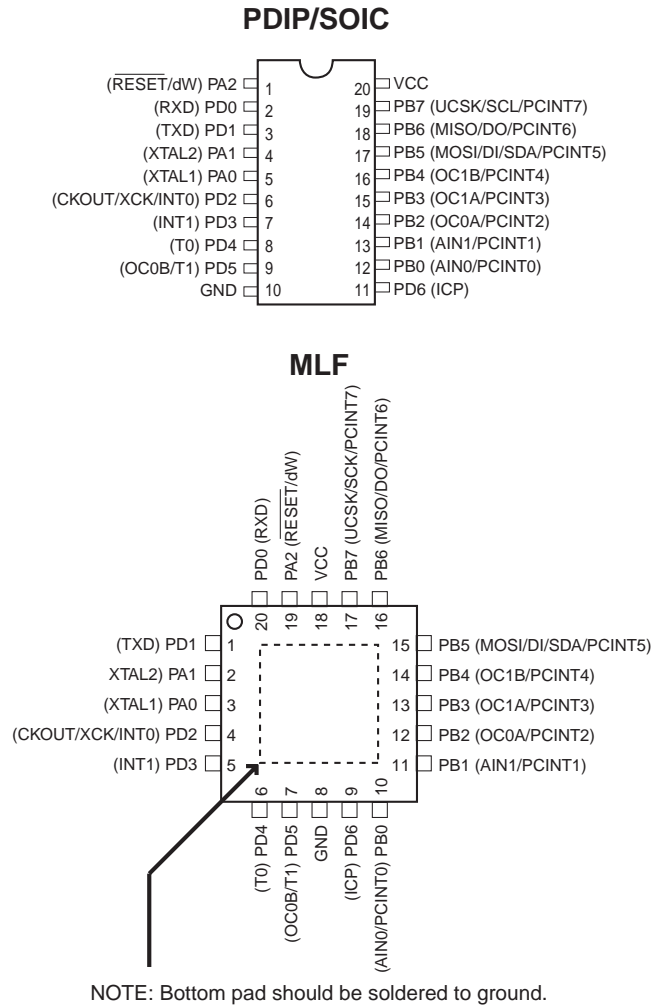 PDIP/SOIC
(RESET/dW) PA2 1 20 VCC
(RXD) PD0 2 19 PB7 (UCSK/SCL/PCINT7)
(TXD) PD1 3 18 PB6 (MISO/DO/PCINT6)
(XTAL2) PA1 4 17 PB5 (MOSI/DI/SDA/PCINT5)
(XTAL1) PA0 5 16 PB4 (OC1B/PCINT4)
(CKOUT/XCK/INT0) PD2 6 15 PB3 (OC1A/PCINT3)
(INT1) PD3 7 14 PB2 (OC0A/PCINT2)
(T0) PD4 8 13 PB1 (AIN1/PCINT1)
(OC0B/T1) PD5 9 12 PB0 (AIN0/PCINT0)
GND 10 11 PD6 (ICP)
MLF
PD0 (RXD)
PA2 (RESET/dW)
VCC
PB7 (UCSK/SCK/PCINT7)
PB6 (MISO/DO/PCINT6)
20 19 18 17 16
(TXD) PD1 1 15 PB5 (MOSI/DI/SDA/PCINT5)
XTAL2) PA1 2 14 PB4 (OC1B/PCINT4)
(XTAL1) PA0 3 13 PB3 (OC1A/PCINT3)
(CKOUT/XCK/INT0) PD2 4 12 PB2 (OC0A/PCINT2)
(INT1) PD3 5 11 PB1 (AIN1/PCINT1)
6 7 8 9 10
(T0) PD4
(OC0B/T1) PD5
GND
(ICP) PD6
(AIN0/PCINT0) PB0
NOTE: Bottom pad should be soldered to ground.